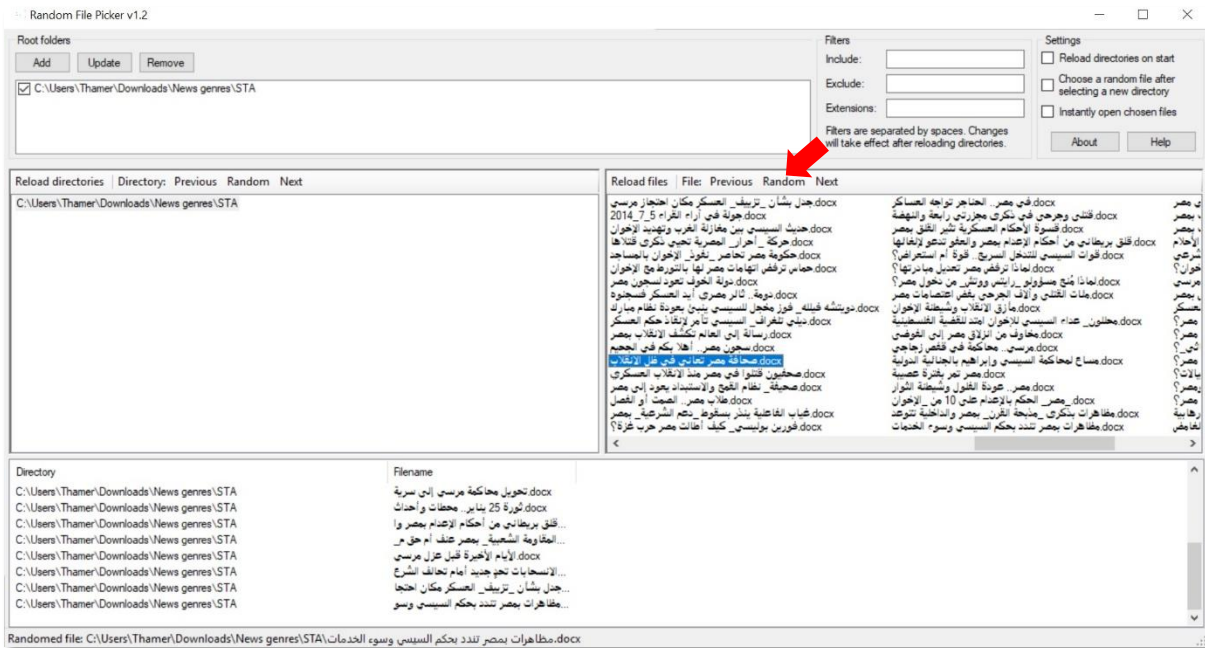 Random File Picker v1.2
Root folders
Add Update Remove
C:\Users\Thamer\Downloads\News genres\STA
Filters
Include:
Exclude:
Extensions:
Filters are separated by spaces. Changes
will take effect after reloading directories.
Settings
Reload directories on start
Choose a random file after
selecting a new directory
Instantly open chosen files
About Help
Reload directories Directory: Previous Random Next
C:\Users\Thamer\Downloads\News genres\STA
Reload files File: Previous Random Next
جدل بشأن _تزييف_ العسكر مكان احتجاز مرسي.docx
جولة في آراء القراء 5_7_2014.docx
حديث السيسي بين مغازلة الغرب وتهديد الإخوان.docx
حركة _أحرار_ المصرية تحيي ذكرى قتلاها.docx
حكومة مصر تحاصر _نفوذ_ الإخوان بالمساجد.docx
حماس ترفض اتهامات مصر لها بالتورط مع الإخوان.docx
دولة الخوف تعود لسجون مصر.docx
دومة.. ثائر مصري أيد العسكر فسجنوه.docx
دويتشه فيلله_ فوز مخجل للسيسي ينبئ بعودة نظام مبارك.docx
ديلي تلغراف_ السيسي تآمر لإنقاذ حكم العسكر.docx
رسالة إلى العالم تكشف الانقلاب بمصر.docx
سجون مصر.. أهلا بكم في الجحيم.docx
صحافة مصر تعاني في ظل الانقلاب.docx
صحفيون قتلوا في مصر منذ الانقلاب العسكري.docx
صحيفة_ نظام القمع والاستبداد يعود إلى مصر.docx
طلاب مصر.. الصمت أو الفصل.docx
غياب الفاعلية ينذر بسقوط _دعم الشرعية_ بمصر.docx
فورين بوليسي_ كيف أطالت مصر حرب غزة؟.docx
في مصر.. الحناجر تواجه العساكر.docx
قتلى وجرحى في ذكرى مجزرتي رابعة والنهضة.docx
قسوة الأحكام العسكرية تثير القلق بمصر.docx
قلق بريطاني من أحكام الإعدام بمصر والعفو تدعو لإلغائها.docx
قوات السيسي للتدخل السريع.. قوة أم استعراض؟.docx
لماذا ترفض مصر تعديل مبادرتها؟.docx
لماذا مُنع مسؤولو _رايتس ووتش_ من دخول مصر؟.docx
مئات القتلى وآلاف الجرحى بفض اعتصامات مصر.docx
مأزق الانقلاب وشيطنة الإخوان.docx
محللون_ عداء السيسي للإخوان امتد للقضية الفلسطينية.docx
مخاوف من انزلاق مصر إلى الفوضى.docx
مرسي.. محاكمة في قفص زجاجي.docx
مساع لمحاكمة السيسي وإبراهيم بالجنائية الدولية.docx
مصر تمر بفترة عصيبة.docx
مصر.. عودة الفلول وشيطنة الثوار.docx
_مصر_ الحكم بالإعدام على 10 من _الإخوان.docx
مظاهرات بذكرى _مذبحة القرن_ بمصر والداخلية تتوعد.docx
مظاهرات بمصر تندد بحكم السيسي وسوء الخدمات.docx
Directory Filename
C:\Users\Thamer\Downloads\News genres\STA تحويل محاكمة مرسي إلى سرية.docx
C:\Users\Thamer\Downloads\News genres\STA ثورة 25 يناير.. محطات وأحداث.docx
C:\Users\Thamer\Downloads\News genres\STA قلق بريطاني من أحكام الإعدام بمصر وا...
C:\Users\Thamer\Downloads\News genres\STA المقاومة الشعبية_ بمصر عنف أم حق م_...
C:\Users\Thamer\Downloads\News genres\STA الأيام الأخيرة قبل عزل مرسي.docx
C:\Users\Thamer\Downloads\News genres\STA الانسحابات تحدٍ جديد أمام تحالف الشرع...
C:\Users\Thamer\Downloads\News genres\STA جدل بشأن _تزييف_ العسكر مكان احتجا...
C:\Users\Thamer\Downloads\News genres\STA مظاهرات بمصر تندد بحكم السيسي وسو...
Randomed file: C:\Users\Thamer\Downloads\News genres\STA\مظاهرات بمصر تندد بحكم السيسي وسوء الخدمات.docx